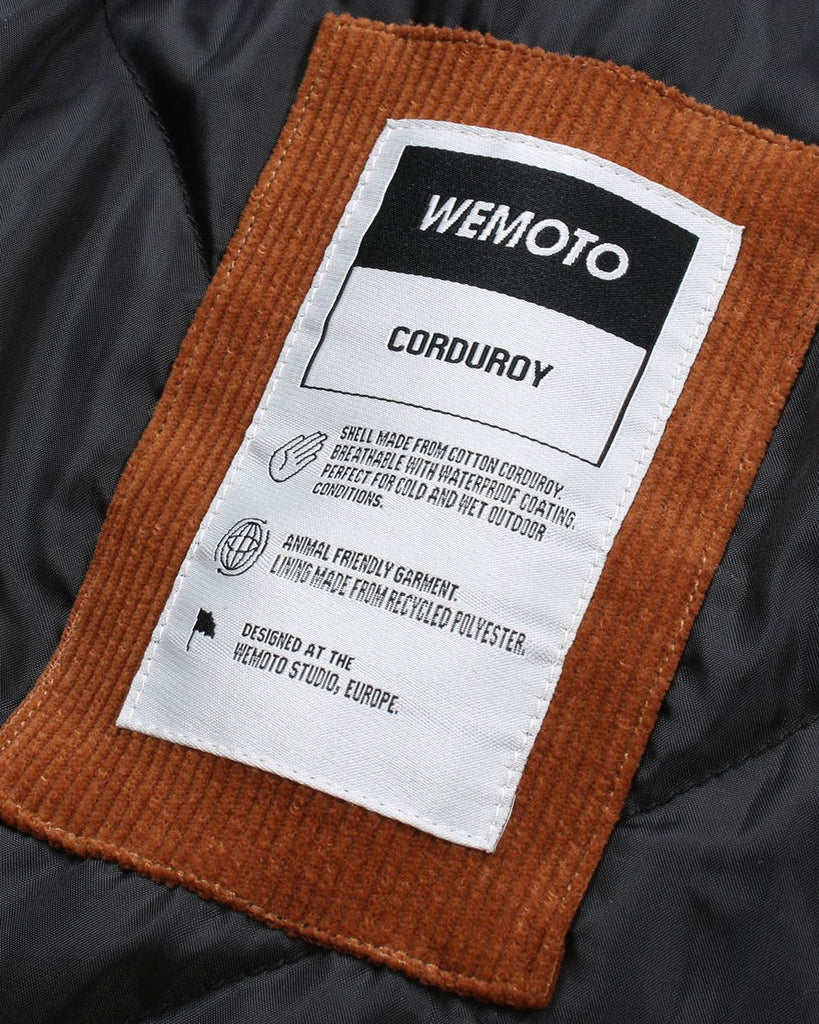 WEMOTO
CORDUROY
SHELL MADE FROM COTTON CORDUROY.
BREATHABLE WITH WATERPROOF COATING.
PERFECT FOR COLD AND WET OUTDOOR
CONDITIONS.
ANIMAL FRIENDLY GARMENT.
LINING MADE FROM RECYCLED POLYESTER.
DESIGNED AT THE
WEMOTO STUDIO, EUROPE.